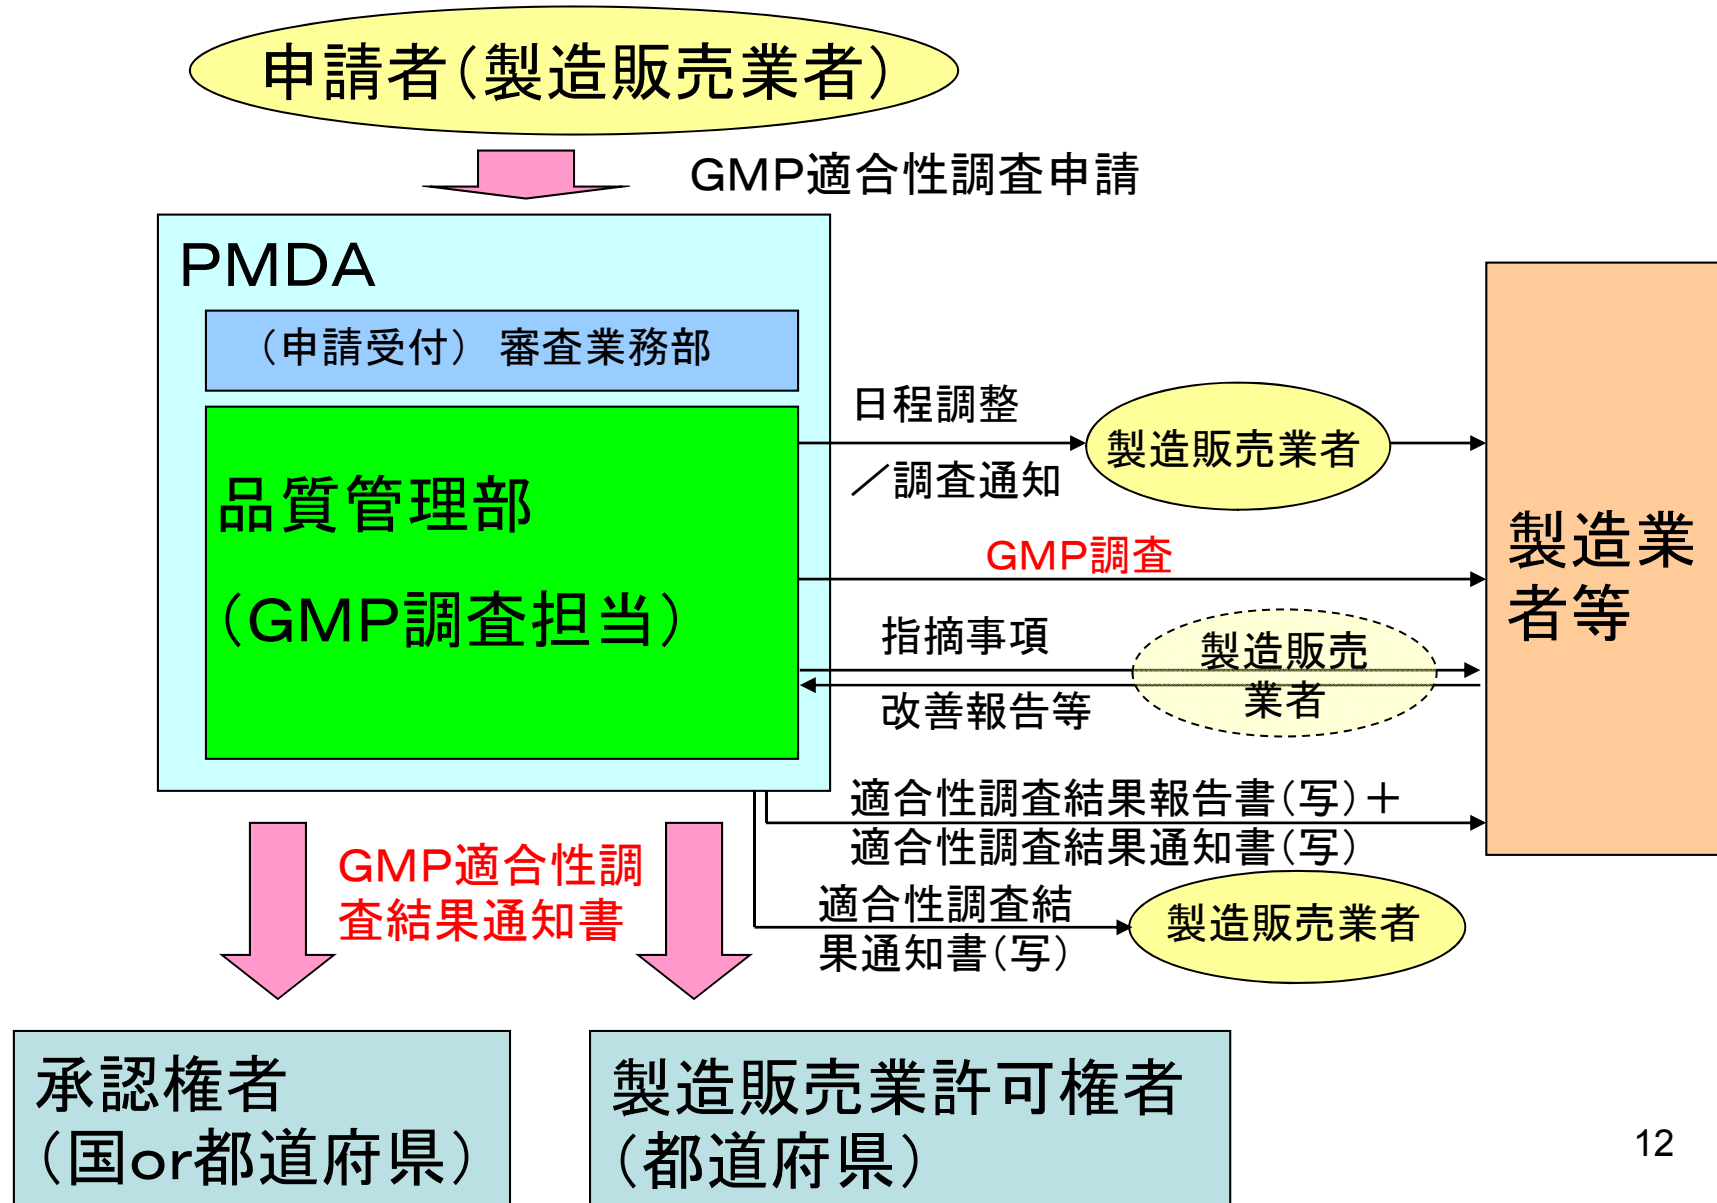 申請者（製造販売業者）
GMP適合性調査申請
PMDA
（申請受付） 審査業務部
品質管理部
（GMP調査担当）
日程調整
／調査通知
製造販売業者
GMP調査
指摘事項
改善報告等
製造販売
業者
製造業
者等
適合性調査結果報告書（写）＋
適合性調査結果通知書（写）
適合性調査結
果通知書（写）
製造販売業者
GMP適合性調
査結果通知書
承認権者
（国or都道府県）
製造販売業許可権者
（都道府県）
12